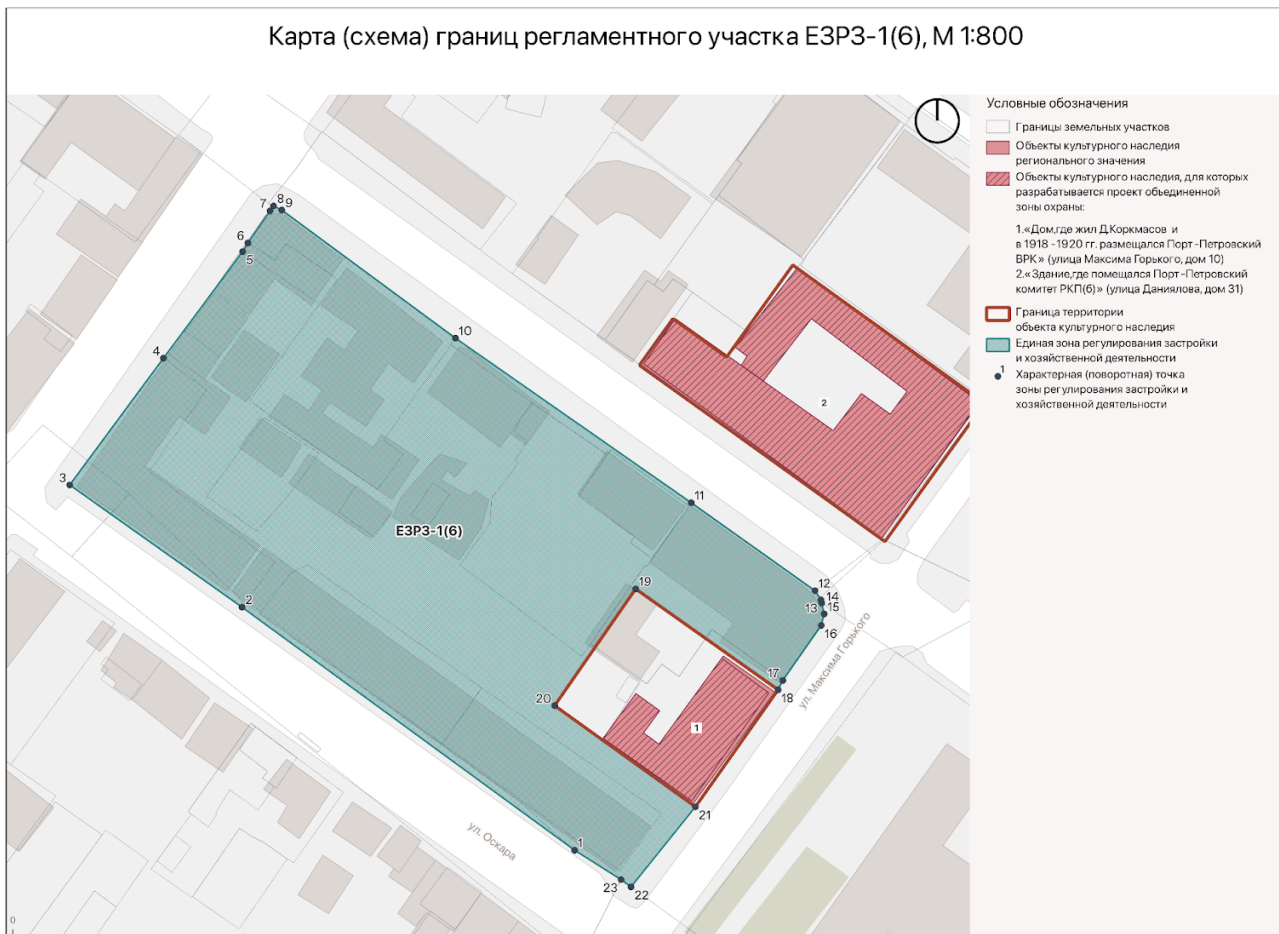 Карта (схема) границ регламентного участка ЕЗРЗ-1(6), М 1:800
Условные обозначения
Границы земельных участков
Объекты культурного наследия
регионального значения
Объекты культурного наследия, для которых
разрабатывается проект объединенной
зоны охраны:
1.«Дом,где жил Д.Коркмасов и
в 1918 -1920 гг. размещался Порт-Петровский
ВРК» (улица Максима Горького, дом 10)
2.«Здание,где помещался Порт-Петровский
комитет РКП(б)» (улица Даниялова, дом 31)
Граница территории
объекта культурного наследия
Единая зона регулирования застройки
и хозяйственной деятельности
1
Характерная (поворотная) точка
зоны регулирования застройки и
хозяйственной деятельности
8
7
9
6
5
10
4
2
3
11
ЕЗРЗ-1(6)
12
19
14
13
15
2
16
17
18
ул. Максима Горького
20
1
21
ул. Оскара
1
23
22
0